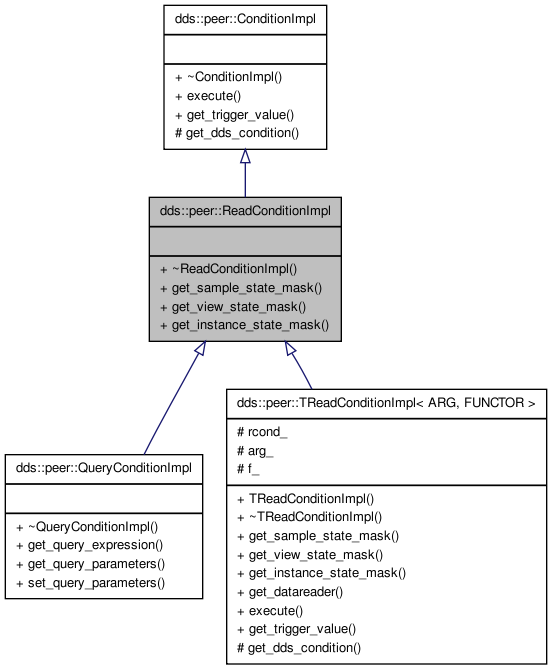 dds::peer::ConditionImpl
+ ~ConditionImpl()
+ execute()
+ get_trigger_value()
# get_dds_condition()
dds::peer::ReadConditionImpl
+ ~ReadConditionImpl()
+ get_sample_state_mask()
+ get_view_state_mask()
+ get_instance_state_mask()
dds::peer::QueryConditionImpl
+ ~QueryConditionImpl()
+ get_query_expression()
+ get_query_parameters()
+ set_query_parameters()
dds::peer::TReadConditionImpl< ARG, FUNCTOR >
# rcond_
# arg_
# f_
+ TReadConditionImpl()
+ ~TReadConditionImpl()
+ get_sample_state_mask()
+ get_view_state_mask()
+ get_instance_state_mask()
+ get_datareader()
+ execute()
+ get_trigger_value()
# get_dds_condition()